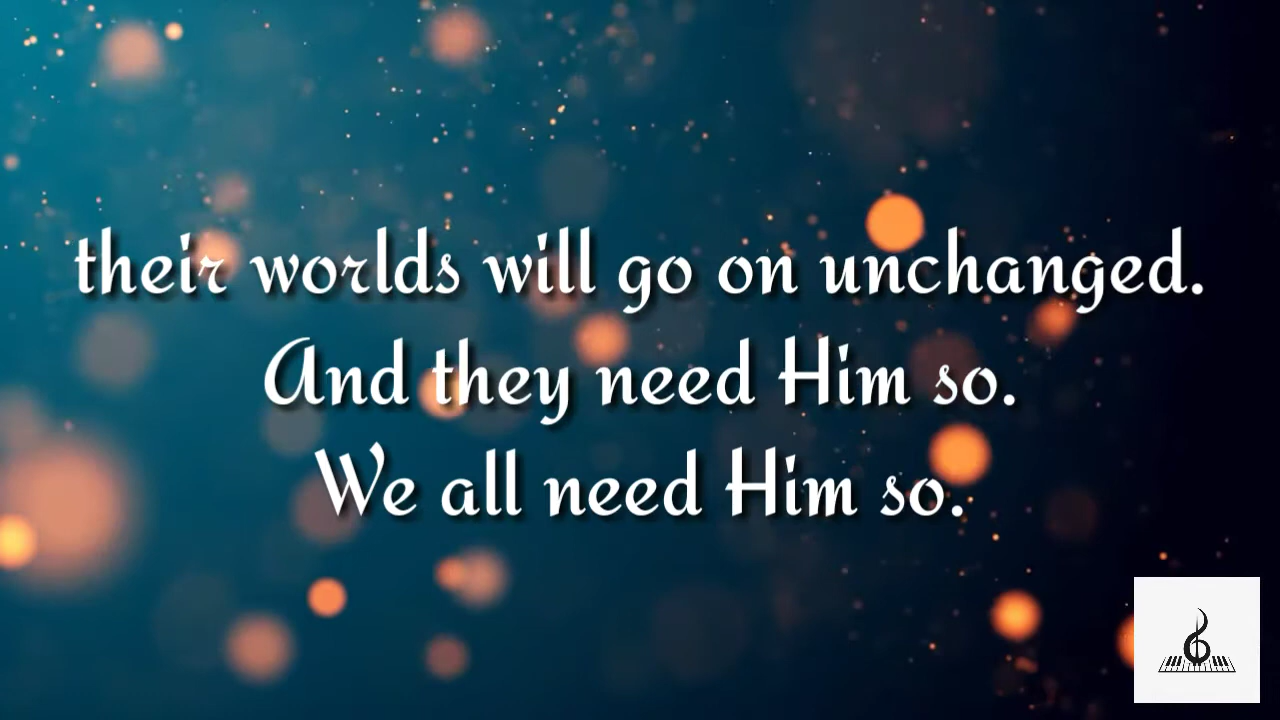 their worlds will go on unchanged.
And they need Him so.
We all need Him so.